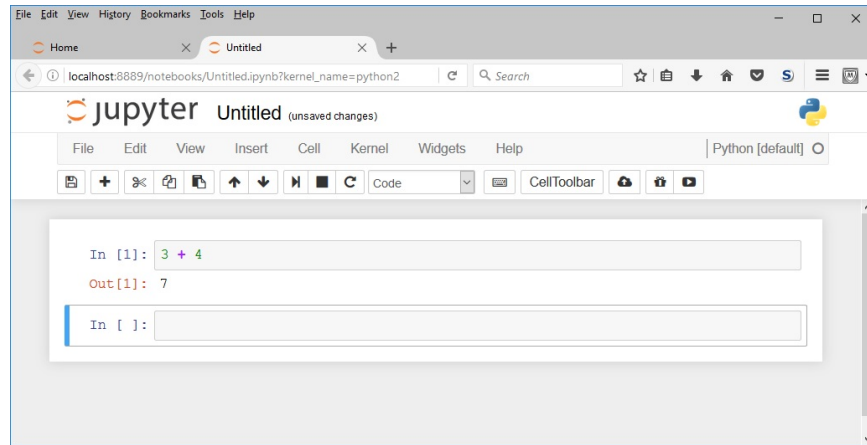 File Edit View History Bookmarks Tools Help
Home Untitled
localhost:8889/notebooks/Untitled.ipynb?kernel_name=python2 Search S
jupyter Untitled (unsaved changes)
File Edit View Insert Cell Kernel Widgets Help Python [default]
Code CellToolbar
In [1]: 3 + 4
Out[1]: 7
In [ ]: